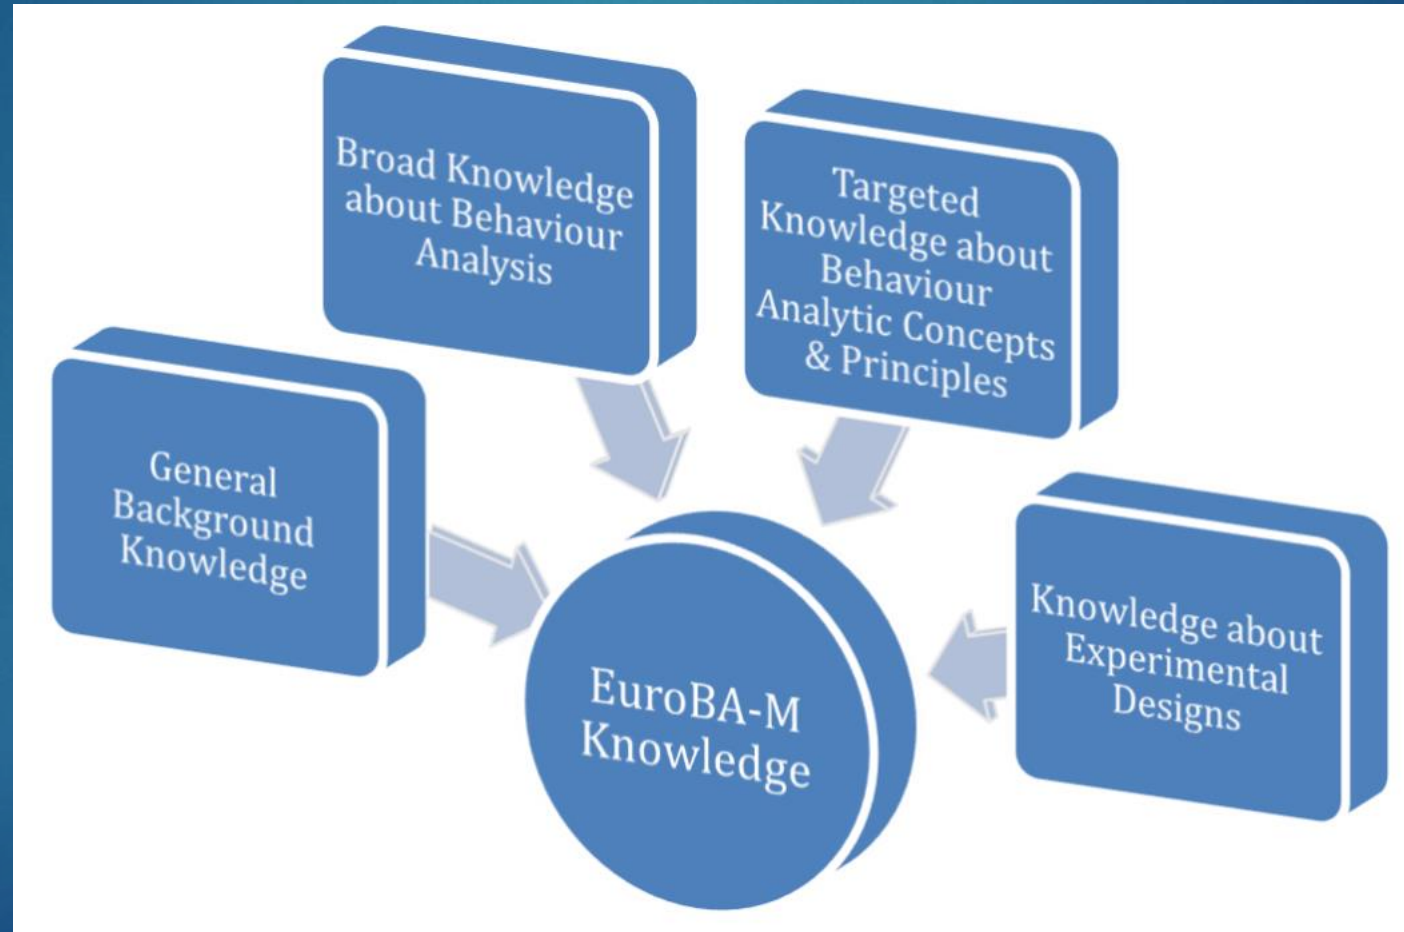 Broad Knowledge
about Behaviour
Analysis
Targeted
Knowledge about
Behaviour
Analytic Concepts
& Principles
General
Background
Knowledge
Knowledge about
Experimental
Designs
EuroBA-M
Knowledge